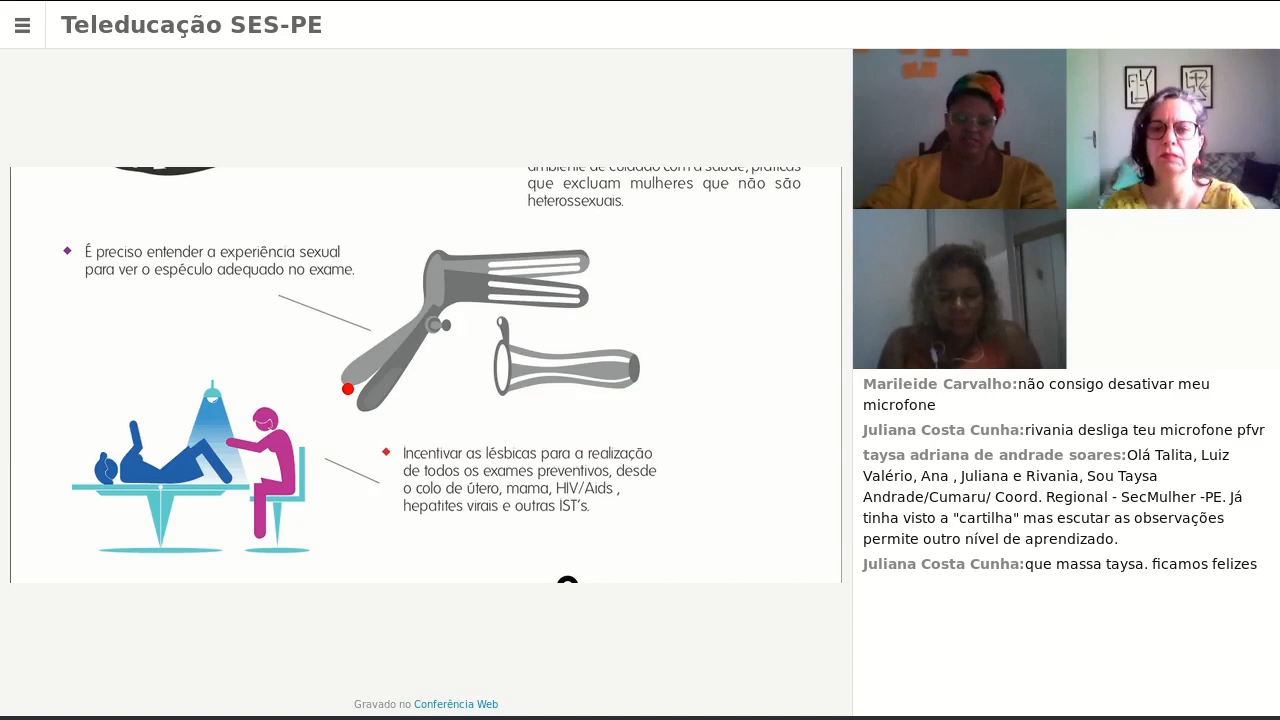 Teleducação SES-PE
ambiente de cuidado com a saúde, práticas
que excluam mulheres que não são
heterossexuais.
É preciso entender a experiência sexual
para ver o espéculo adequado no exame.
Incentivar as lésbicas para a realização
de todos os exames preventivos, desde
o colo de útero, mama, HIV/Aids ,
hepatites virais e outras IST's.
Marileide Carvalho:não consigo desativar meu
microfone
Juliana Costa Cunha:rivania desliga teu microfone pfvr
taysa adriana de andrade soares:Olá Talita, Luiz
Valério, Ana , Juliana e Rivania, Sou Taysa
Andrade/Cumaru/ Coord. Regional - SecMulher -PE. Já
tinha visto a "cartilha" mas escutar as observações
permite outro nível de aprendizado.
Juliana Costa Cunha:que massa taysa. ficamos felizes
Gravado no Conferência Web